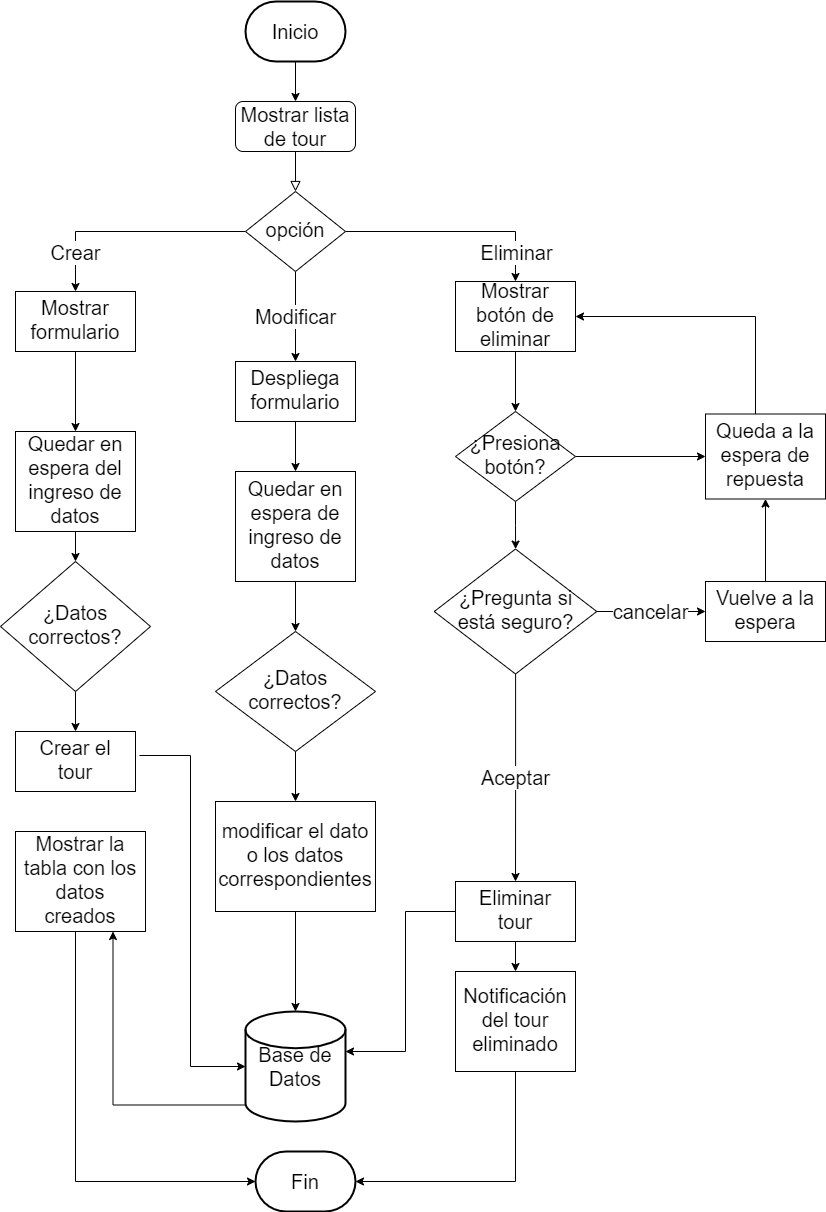 Inicio
Mostrar lista
de tour
opción
Crear
Eliminar
Modificar
Mostrar
formulario
Mostrar
botón de
eliminar
Despliega
formulario
Quedar en
espera del
ingreso de
datos
Quedar en
espera de
ingreso de
datos
¿Presiona
botón?
Queda a la
espera de
repuesta
¿Datos
correctos?
¿Pregunta si
está seguro?
cancelar
Vuelve a la
espera
¿Datos
correctos?
Crear el
tour
Aceptar
Mostrar la
tabla con los
datos
creados
modificar el dato
o los datos
correspondientes
Eliminar
tour
Notificación
del tour
eliminado
Base de
Datos
Fin